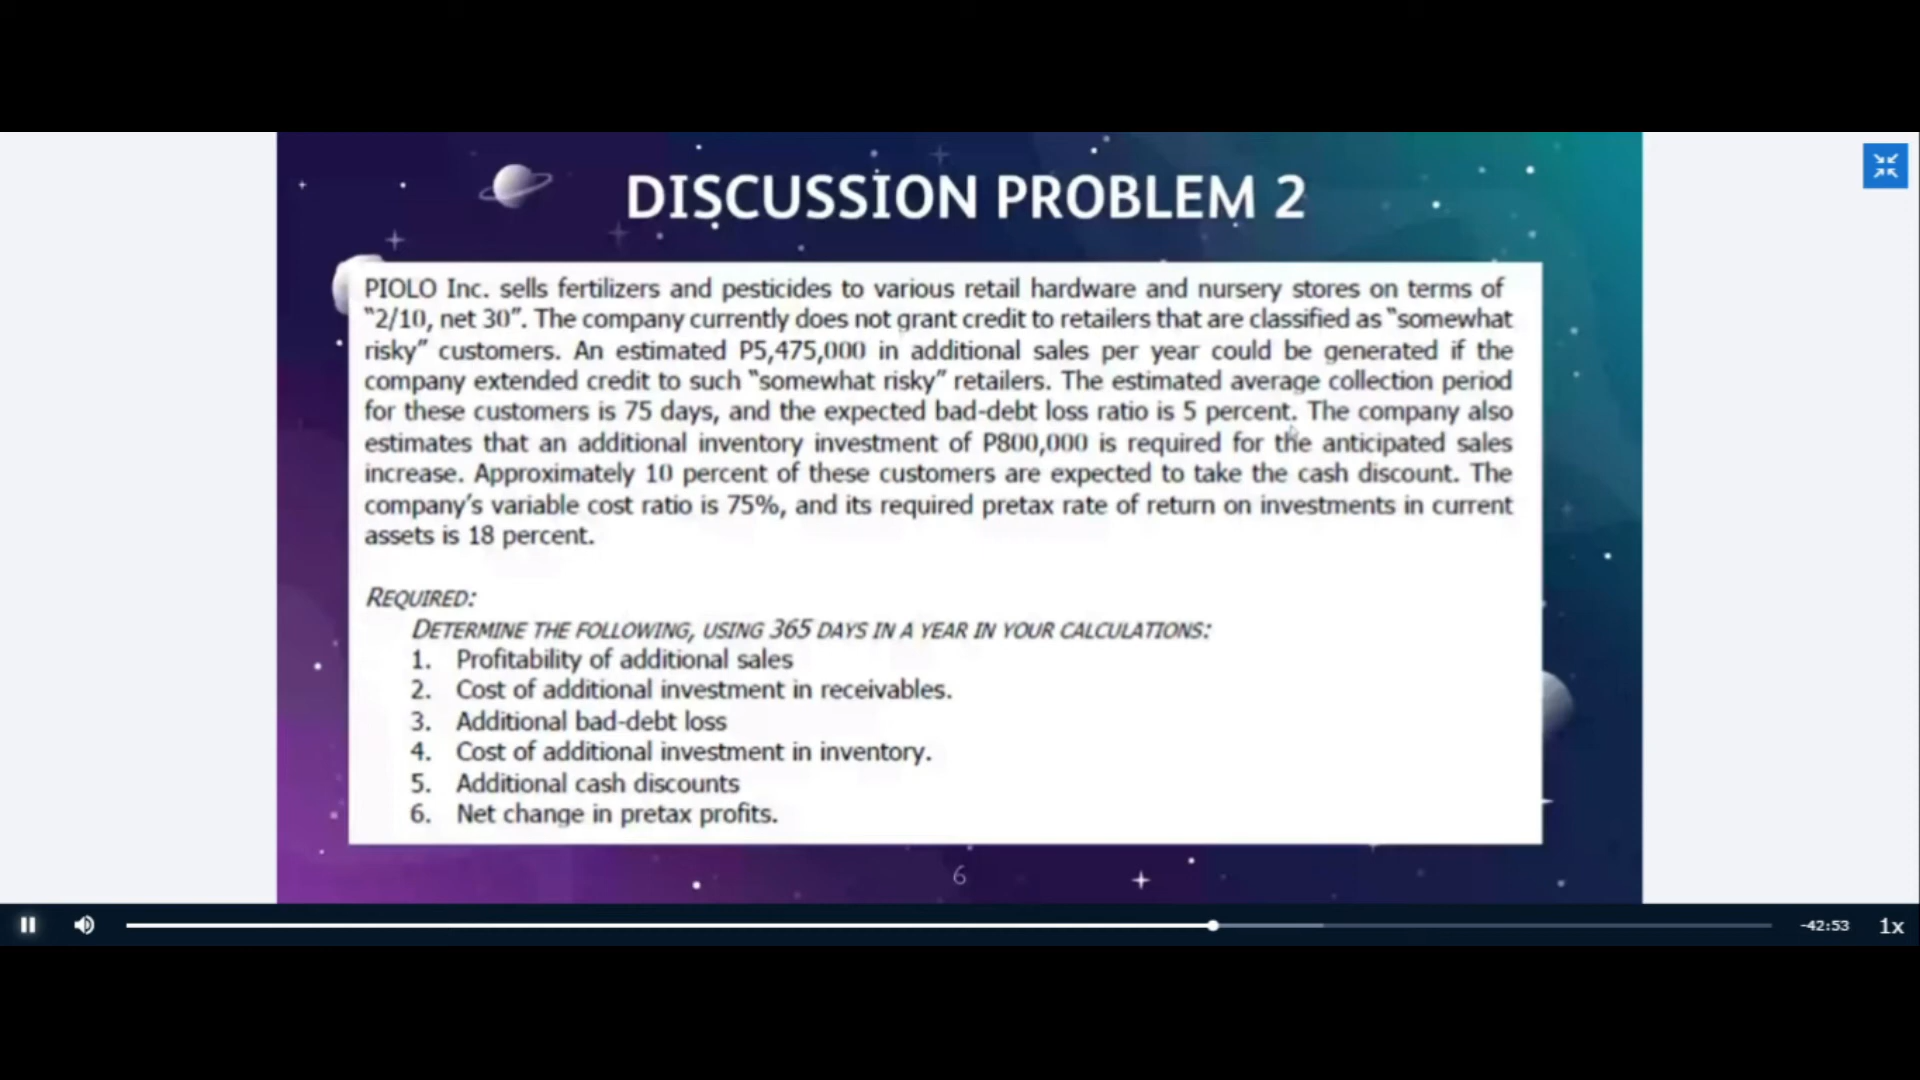 DISCUSSION PROBLEM 2
PIOLO Inc. sells fertilizers and pesticides to various retail hardware and nursery stores on terms of
"2/10, net 30". The company currently does not grant credit to retailers that are classified as "somewhat
risky" customers. An estimated P5,475,000 in additional sales per year could be generated if the
company extended credit to such "somewhat risky" retailers. The estimated average collection period
for these customers is 75 days, and the expected bad-debt loss ratio is 5 percent. The company also
estimates that an additional inventory investment of P800,000 is required for the anticipated sales
increase. Approximately 10 percent of these customers are expected to take the cash discount. The
company's variable cost ratio is 75%, and its required pretax rate of return on investments in current
assets is 18 percent.
REQUIRED:
DETERMINE THE FOLLOWING, USING 365 DAYS IN A YEAR IN YOUR CALCULATIONS:
1. Profitability of additional sales
2. Cost of additional investment in receivables.
3. Additional bad-debt loss
4. Cost of additional investment in inventory.
5. Additional cash discounts
6. Net change in pretax profits.
6
-42:53 1x